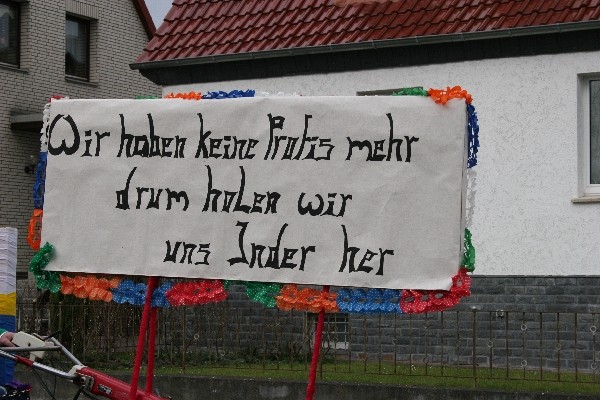 Wir haben keine Profis mehr
drum holen wir
uns Inder her